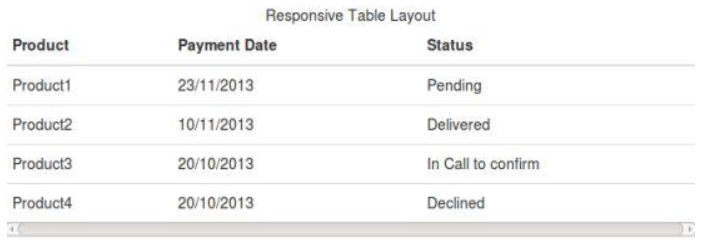 Responsive Table Layout
Product Payment Date Status
Product1 23/11/2013 Pending
Product2 10/11/2013 Delivered
Product3 20/10/2013 In Call to confirm
Product4 20/10/2013 Declined